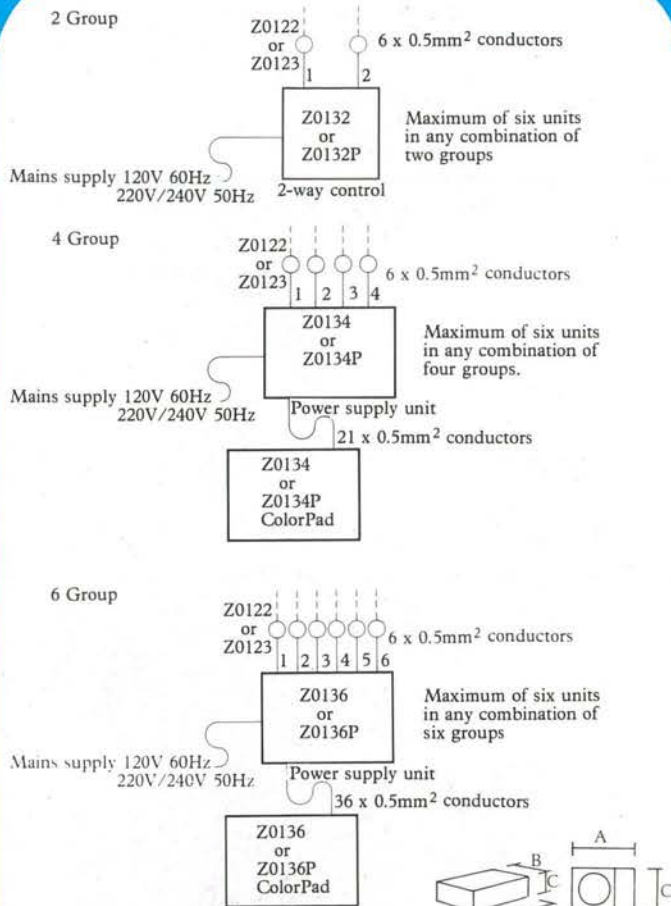 2 Group
Z0122
or
Z0123
6 x 0.5mm² conductors
1 2
Z0132
or
Z0132P
Maximum of six units
in any combination of
two groups
Mains supply 120V 60Hz
220V/240V 50Hz
2-way control
4 Group
Z0122
or
Z0123
6 x 0.5mm² conductors
1 2 3 4
Z0134
or
Z0134P
Maximum of six units
in any combination of
four groups.
Mains supply 120V 60Hz
220V/240V 50Hz
Power supply unit
21 x 0.5mm² conductors
Z0134
or
Z0134P
ColorPad
6 Group
Z0122
or
Z0123
6 x 0.5mm² conductors
1 2 3 4 5 6
Z0136
or
Z0136P
Maximum of six units
in any combination of
six groups
Mains supply 120V 60Hz
220V/240V 50Hz
Power supply unit
36 x 0.5mm² conductors
Z0136
or
Z0136P
ColorPad
A
B
C